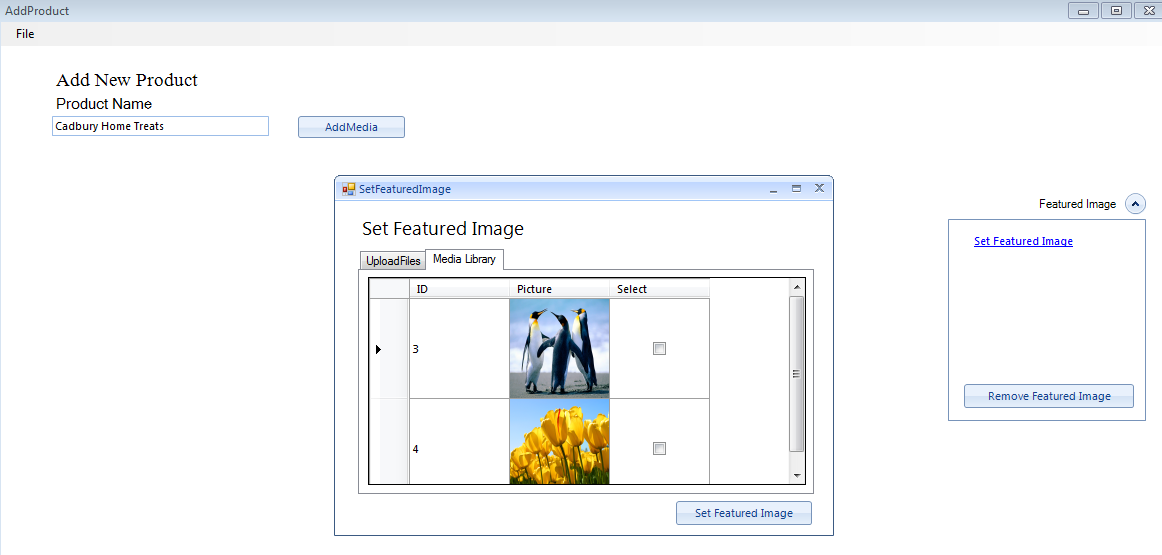 AddProduct
File
Add New Product
Product Name
Cadbury Home Treats
AddMedia
SetFeaturedImage
Set Featured Image
UploadFiles Media Library
ID Picture Select
3
4
Set Featured Image
Featured Image
Set Featured Image
Remove Featured Image